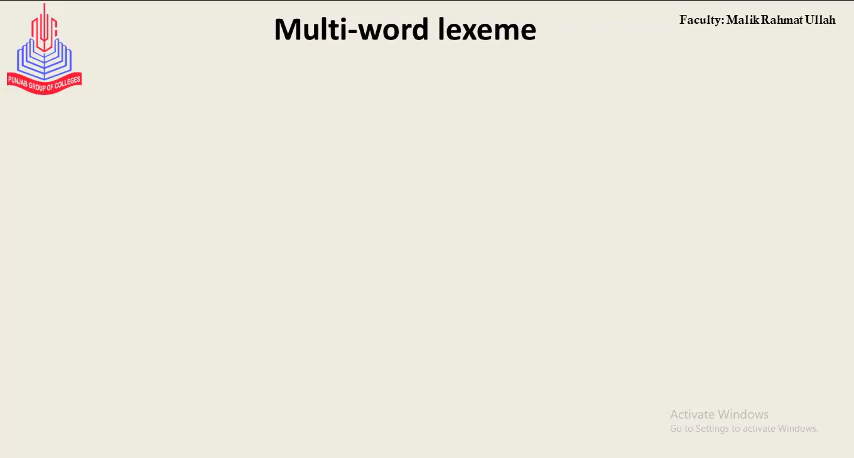 Multi-word lexeme
Faculty: Malik Rahmat Ullah
PUNJAB GROUP OF COLLEGES
Activate Windows
Go to Settings to activate Windows.